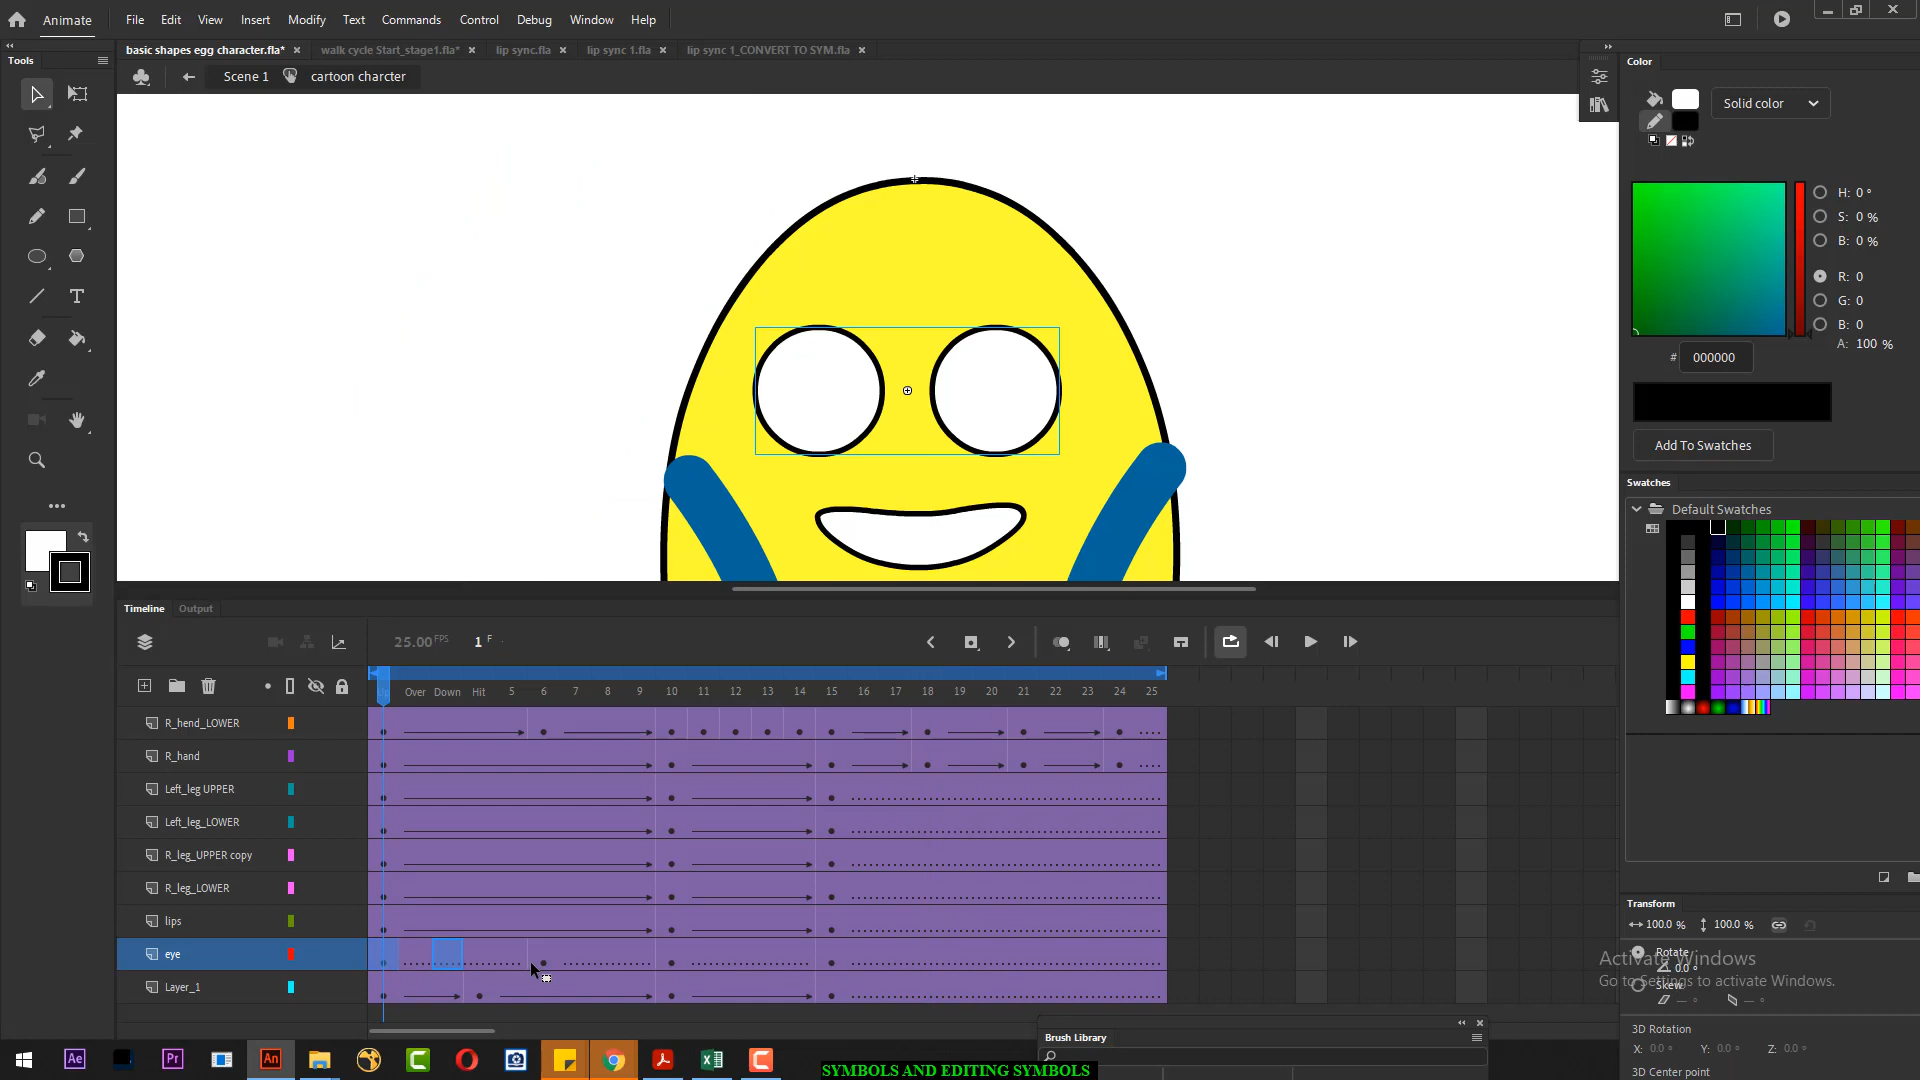 Animate File Edit View Insert Modify Text Commands Control Debug Window Help
basic shapes egg character.fla* walk cycle Start_stage1.fla* lip sync.fla lip sync 1.fla lip sync 1_CONVERT TO SYM.fla
Tools
Scene 1 cartoon charcter
Color
Solid color
H: 0 °
S: 0 %
B: 0 %
R: 0
G: 0
B: 0
A: 100 %
# 000000
Add To Swatches
Swatches
Default Swatches
Timeline Output
25.00 FPS 1 F
Over Down Hit 5 6 7 8 9 10 11 12 13 14 15 16 17 18 19 20 21 22 23 24 25
R_hend_LOWER
R_hand
Left_leg UPPER
Left_leg_LOWER
R_leg_UPPER copy
R_leg_LOWER
lips
eye
Layer_1
Transform
100.0 % 100.0 %
Rotate
0.0 °
Skew
Activate Windows
Go to Settings to activate Windows.
3D Rotation
X: 0.0 ° Y: 0.0 ° Z: 0.0 °
3D Center point
Brush Library
Ae Pr An
SYMBOLS AND EDITING SYMBOLS